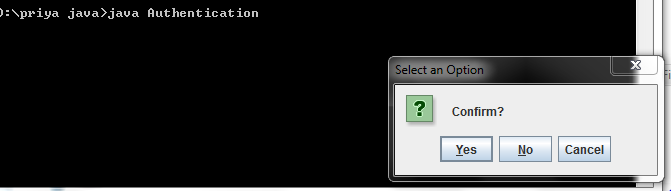 D:\priya java>java Authentication
Select an Option
Confirm?
Yes No Cancel